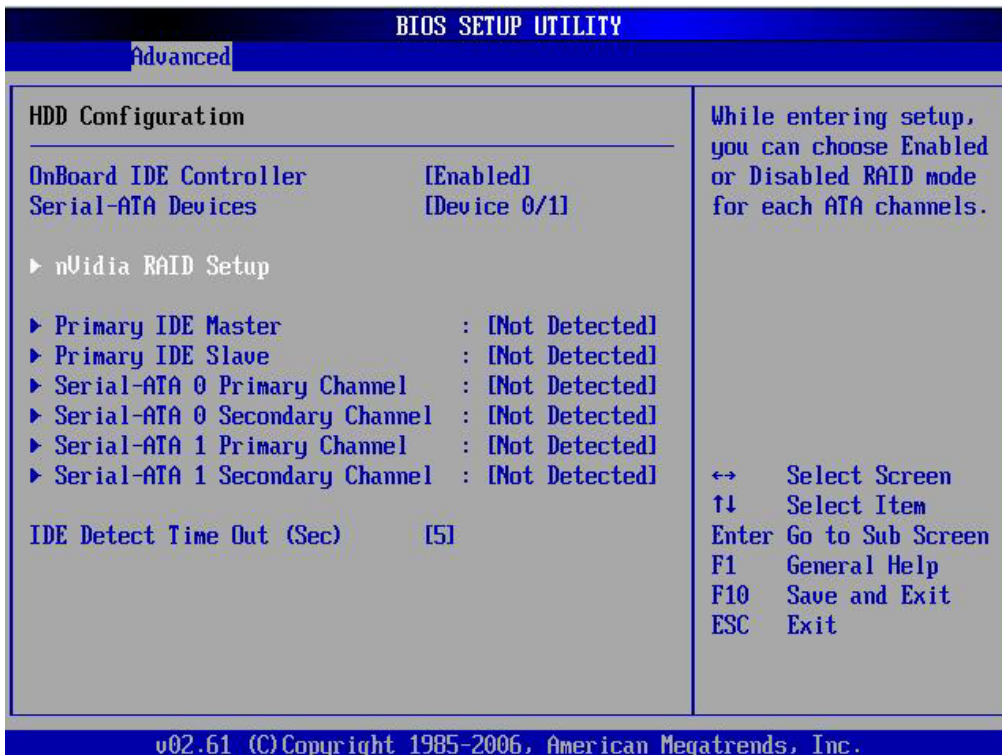 BIOS SETUP UTILITY
Advanced
HDD Configuration
OnBoard IDE Controller [Enabled]
Serial-ATA Devices [Device 0/1]
nVidia RAID Setup
Primary IDE Master : [Not Detected]
Primary IDE Slave : [Not Detected]
Serial-ATA 0 Primary Channel : [Not Detected]
Serial-ATA 0 Secondary Channel : [Not Detected]
Serial-ATA 1 Primary Channel : [Not Detected]
Serial-ATA 1 Secondary Channel : [Not Detected]
IDE Detect Time Out (Sec) [5]
While entering setup,
you can choose Enabled
or Disabled RAID mode
for each ATA channels.
↔ Select Screen
↑↓ Select Item
Enter Go to Sub Screen
F1 General Help
F10 Save and Exit
ESC Exit
v02.61 (C)Copyright 1985-2006, American Megatrends, Inc.